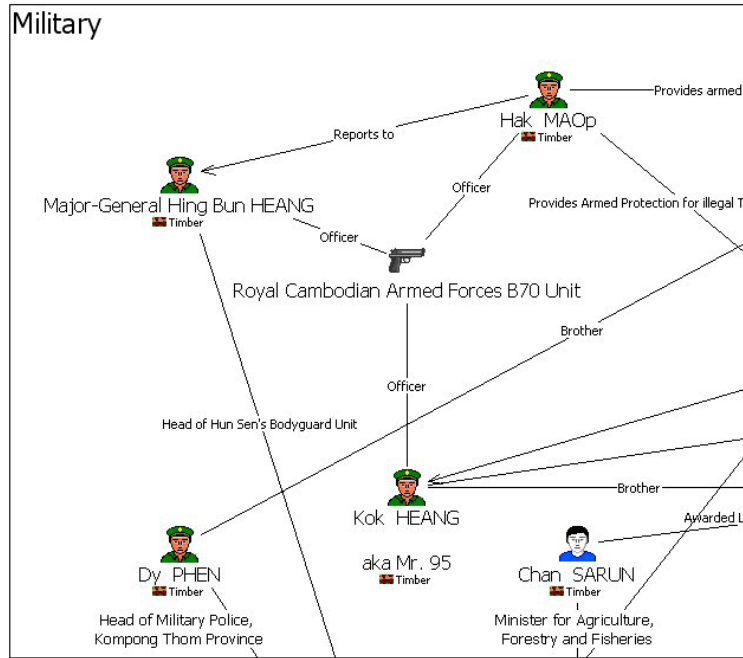 Military
Provides armed
Hak MAOp
Timber
Reports to
Officer
Major-General Hing Bun HEANG
Timber
Provides Armed Protection for illegal T
Officer
Royal Cambodian Armed Forces B70 Unit
Brother
Officer
Head of Hun Sen's Bodyguard Unit
Brother
Kok HEANG
Awarded L
aka Mr. 95
Timber
Dy PHEN
Timber
Chan SARUN
Timber
Head of Military Police,
Kompong Thom Province
Minister for Agriculture,
Forestry and Fisheries